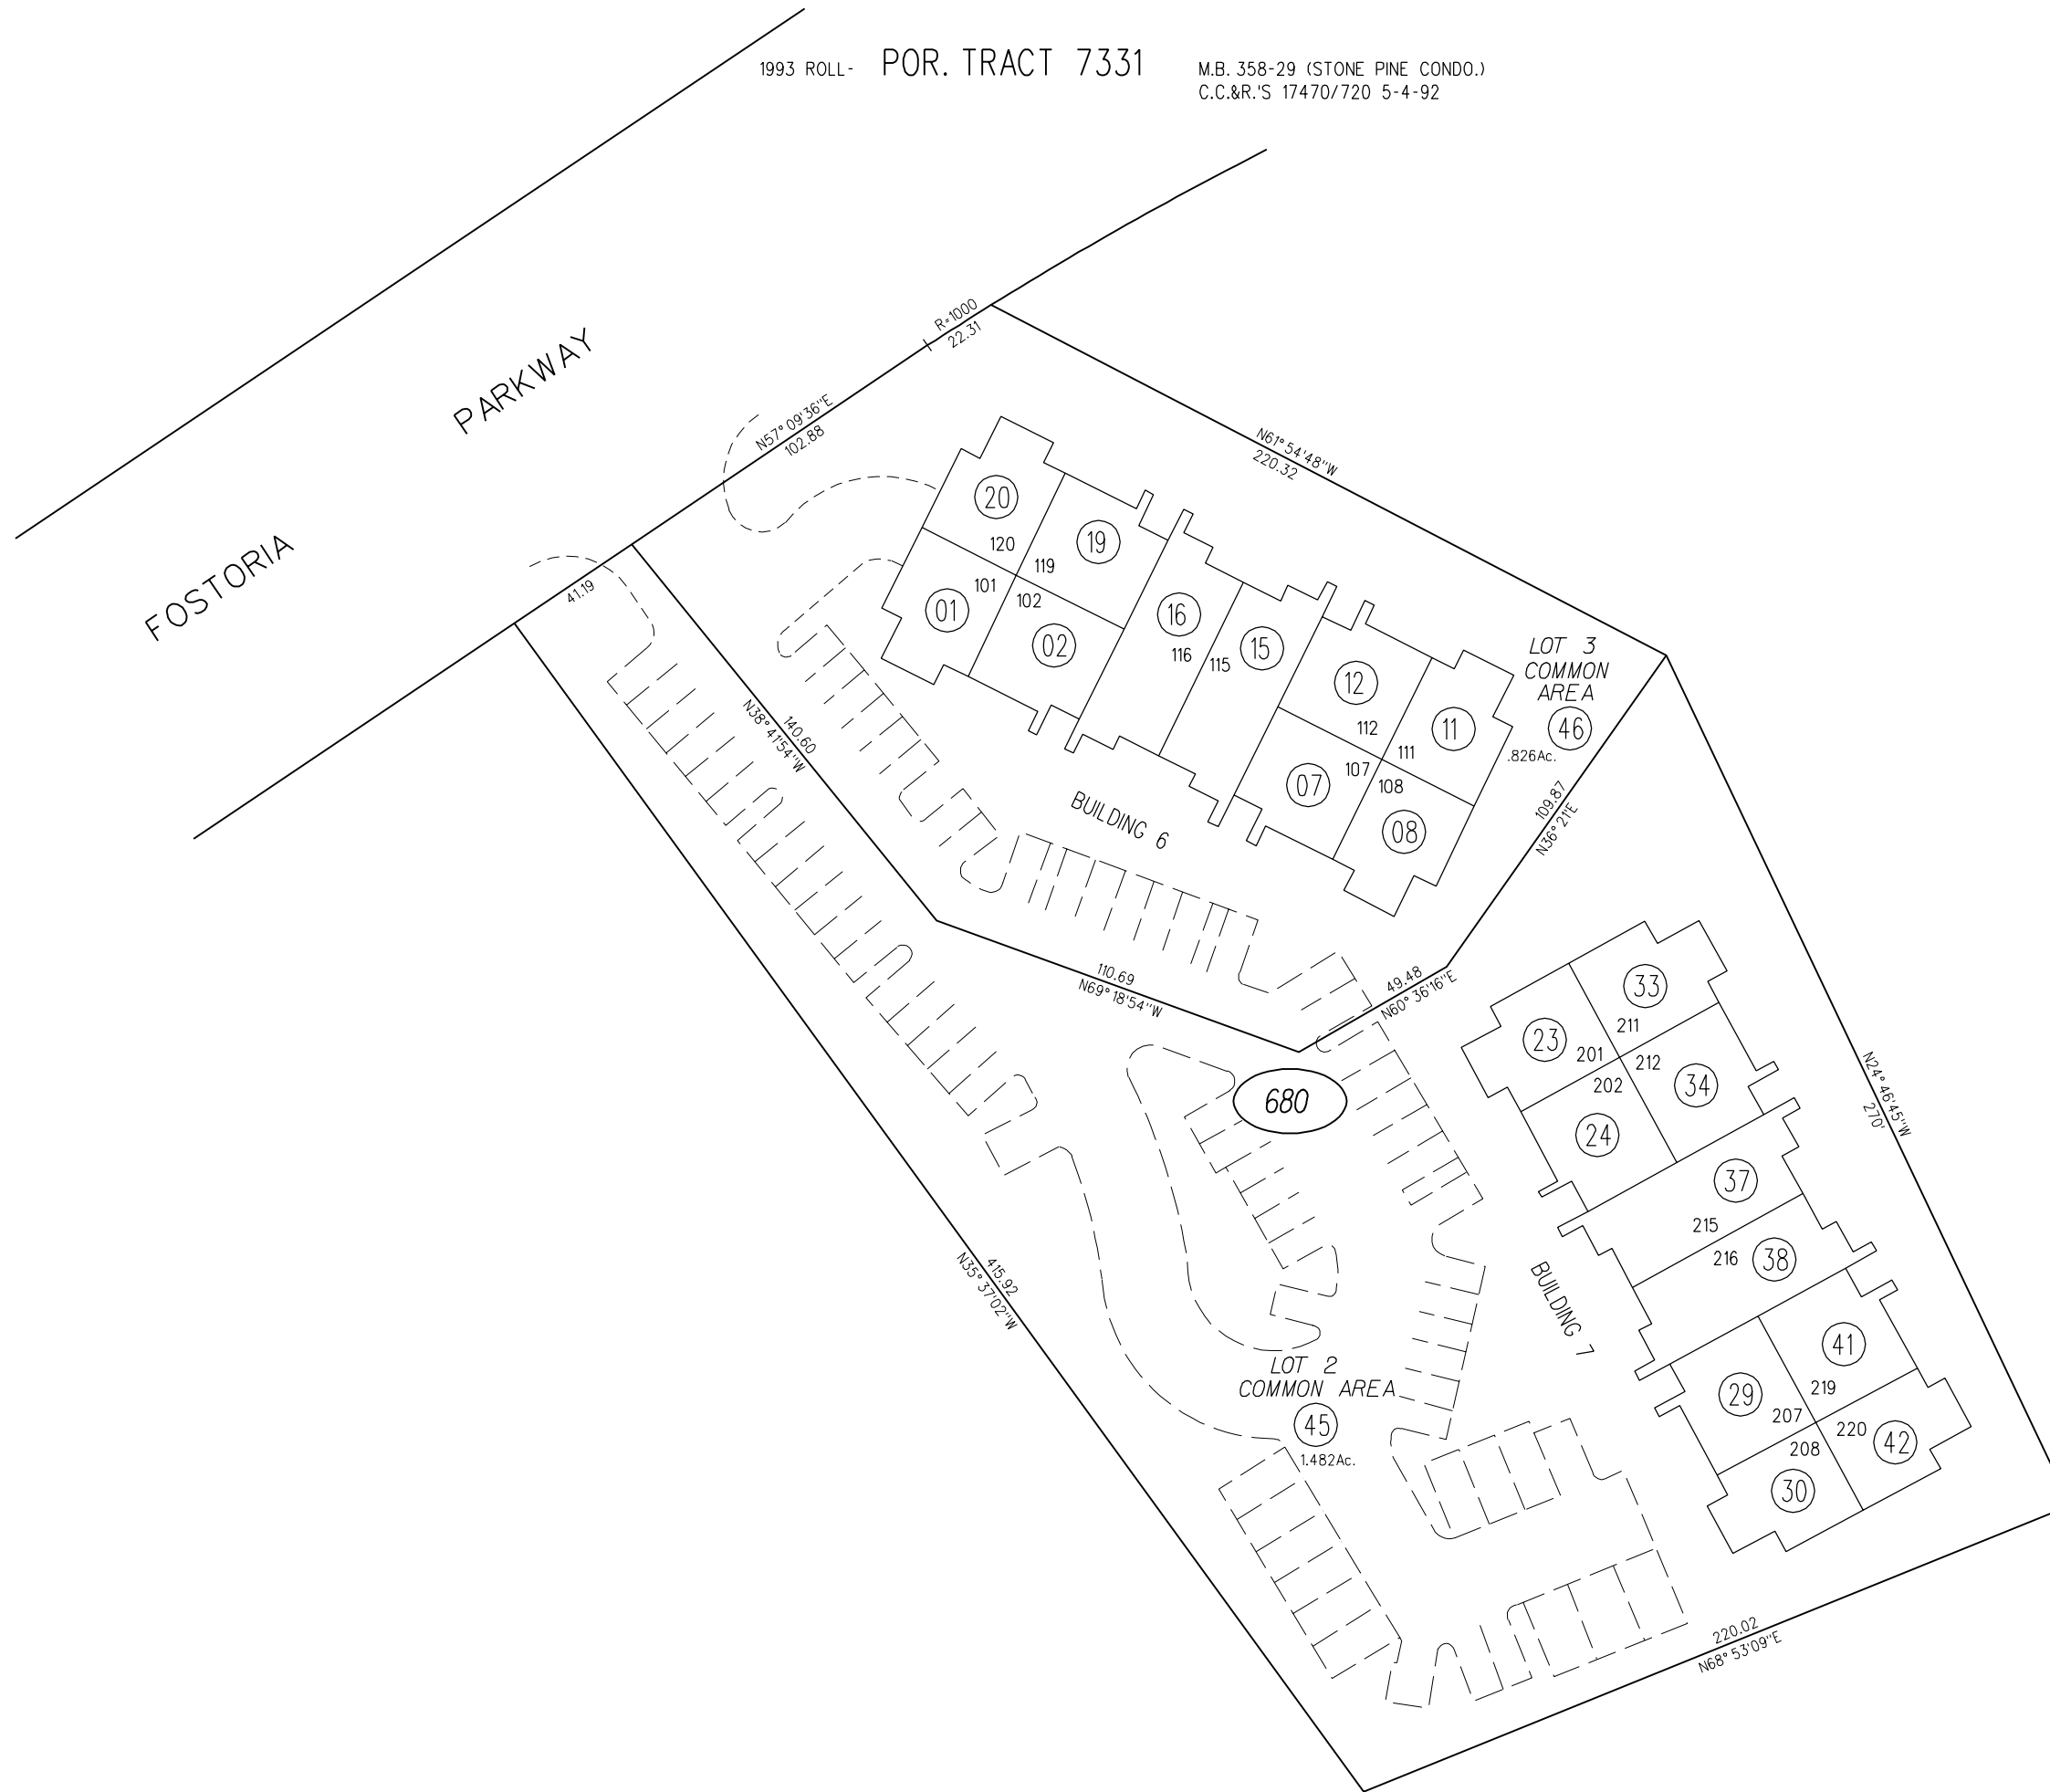 1993 ROLL- POR. TRACT 7331
M.B. 358-29 (STONE PINE CONDO.)
C.C.&R.'S 17470/720 5-4-92
FOSTORIA PARKWAY
R=1000
22.31
N57° 09'36"E
102.88
41.19
N61° 54'48"W
220.32
140.60
N38° 41'54"W
20
120
19
119
01
101
02
102
16
116
15
115
12
112
11
111
07
107
08
108
BUILDING 6
LOT 3
COMMON
AREA
46
.826Ac.
109.87
N36° 21'E
110.69
N69° 18'54"W
49.48
N60° 36'16"E
680
33
211
23
201
212
34
202
24
37
215
216
38
BUILDING 7
N24° 46'45"W
270'
415.92
N35° 37'02"W
LOT 2
COMMON AREA
45
1.482Ac.
41
219
29
207
220
42
208
30
220.02
N68° 53'09"E